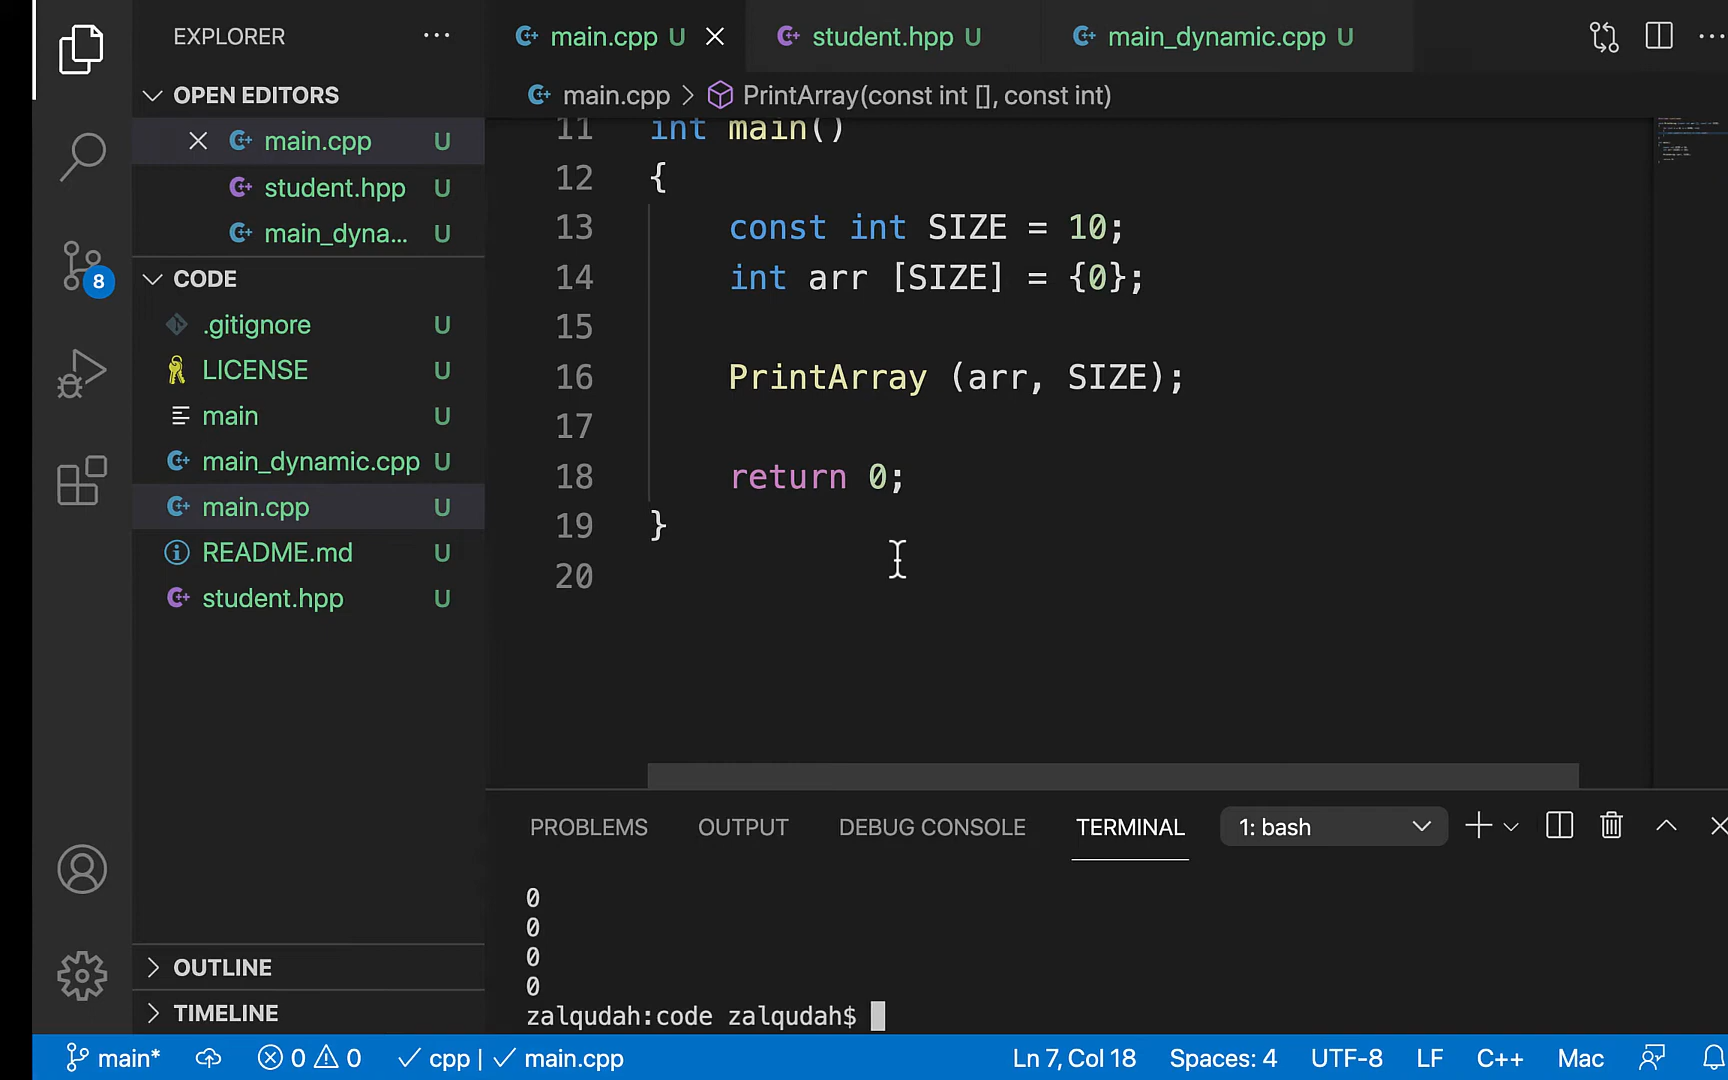 EXPLORER ...
OPEN EDITORS
main.cpp U
student.hpp U
main_dyna... U
CODE
.gitignore U
LICENSE U
main U
main_dynamic.cpp U
main.cpp U
README.md U
student.hpp U
OUTLINE
TIMELINE
8
main.cpp U
student.hpp U
main_dynamic.cpp U
main.cpp > PrintArray(const int [], const int)
11 int main()
12 {
13 const int SIZE = 10;
14 int arr [SIZE] = {0};
15
16 PrintArray (arr, SIZE);
17
18 return 0;
19 }
20
PROBLEMS OUTPUT DEBUG CONSOLE TERMINAL 1: bash
0
0
0
0
zalqudah:code zalqudah$
main* 0 0 cpp | main.cpp Ln 7, Col 18 Spaces: 4 UTF-8 LF C++ Mac